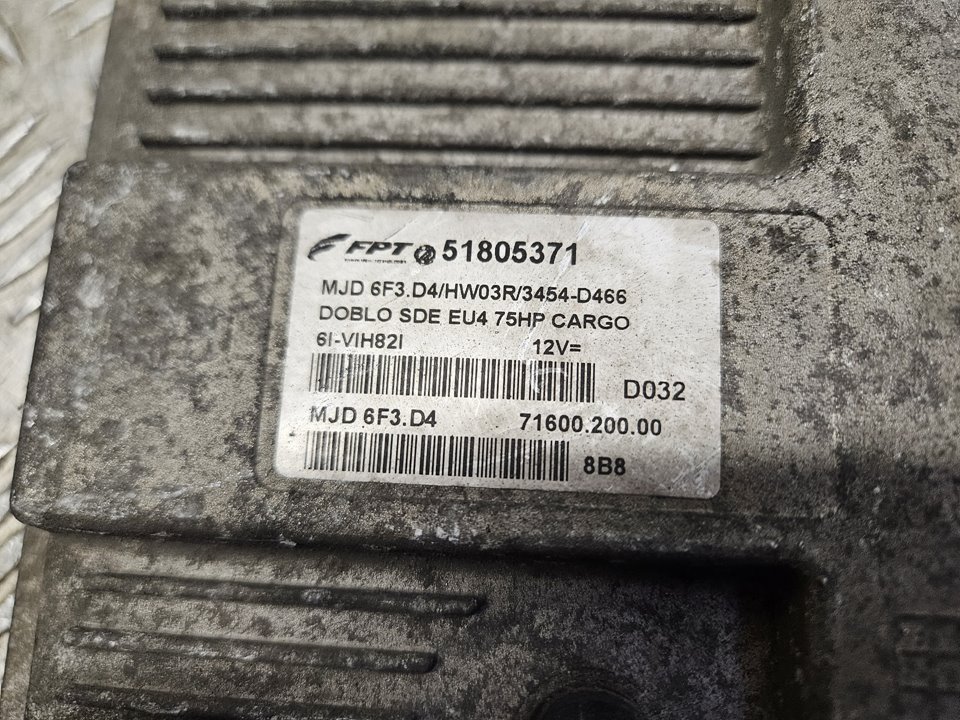 FPT 51805371
MJD 6F3.D4/HW03R/3454-D466
DOBLO SDE EU4 75HP CARGO
6I-VIH82I 12V=
D032
MJD 6F3.D4 71600.200.00
8B8